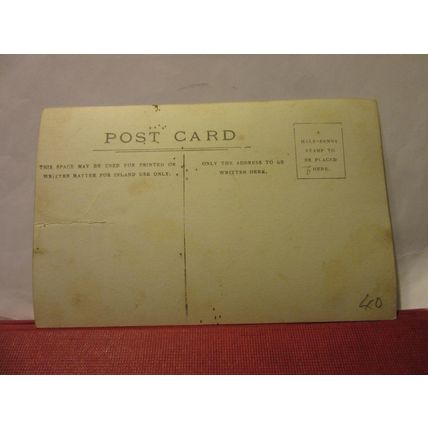 POST CARD
THIS SPACE MAY BE USED FOR PRINTED OR
WRITTEN MATTER FOR INLAND USE ONLY.
ONLY THE ADDRESS TO BE
WRITTEN HERE.
A
HALF-PENNY
STAMP TO
BE PLACED
HERE.
40